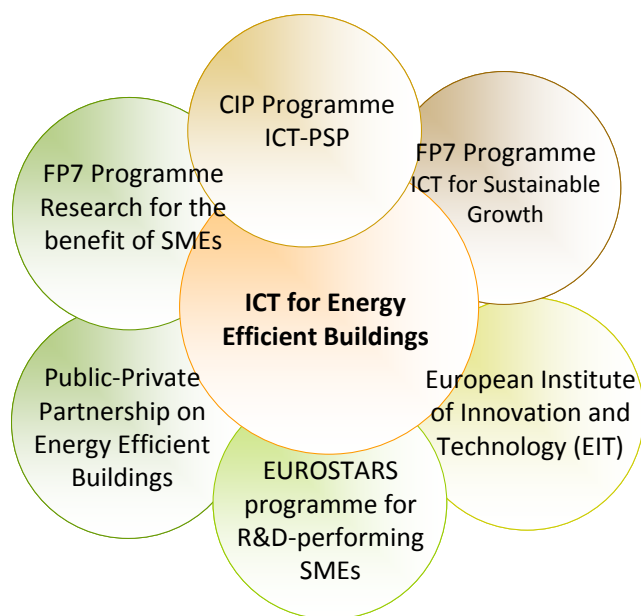 CIP Programme
ICT-PSP
FP7 Programme
ICT for Sustainable
Growth
FP7 Programme
Research for the
benefit of SMEs
ICT for Energy
Efficient Buildings
Public-Private
Partnership on
Energy Efficient
Buildings
European Institute
of Innovation and
Technology (EIT)
EUROSTARS
programme for
R&D-performing
SMEs